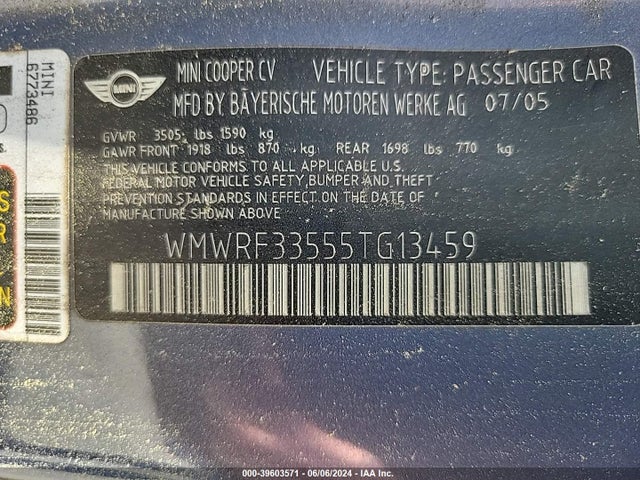 MINI
MINI COOPER CV VEHICLE TYPE: PASSENGER CAR
MFD BY BAYERISCHE MOTOREN WERKE AG 07/05
GVWR 3505 lbs 1590 kg
GAWR FRONT 1918 lbs 870 kg REAR 1698 lbs 770 kg
THIS VEHICLE CONFORMS TO ALL APPLICABLE U.S.
FEDERAL MOTOR VEHICLE SAFETY,BUMPER AND THEFT
PREVENTION STANDARDS IN EFFECT ON THE DATE OF
MANUFACTURE SHOWN ABOVE
WMWRF33555TG13459
MINI
6773486
000-39603571 | 06/06/2024 - IAA Inc.